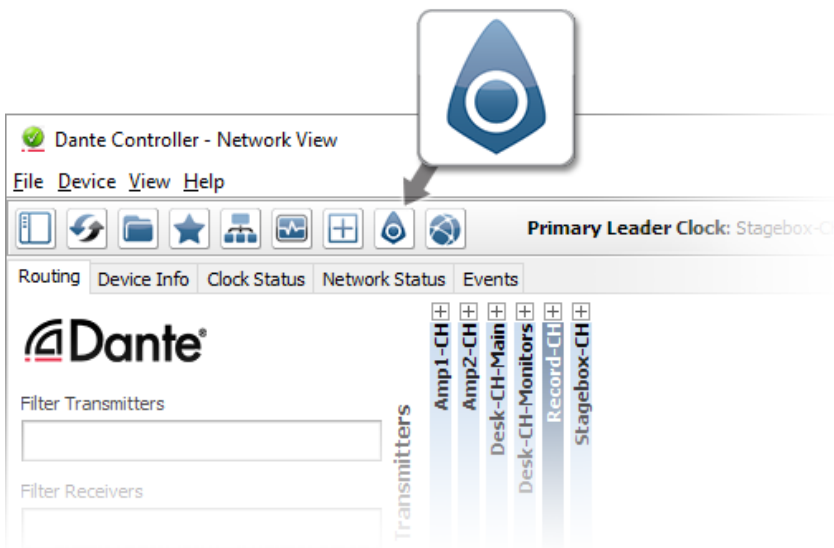 Dante Controller - Network View
File Device View Help
Primary Leader Clock: Stagebox-C
Routing Device Info Clock Status Network Status Events
Dante®
Filter Transmitters
Filter Receivers
Transmitters
Amp1-CH
Amp2-CH
Desk-CH-Main
Desk-CH-Monitors
Record-CH
Stagebox-CH